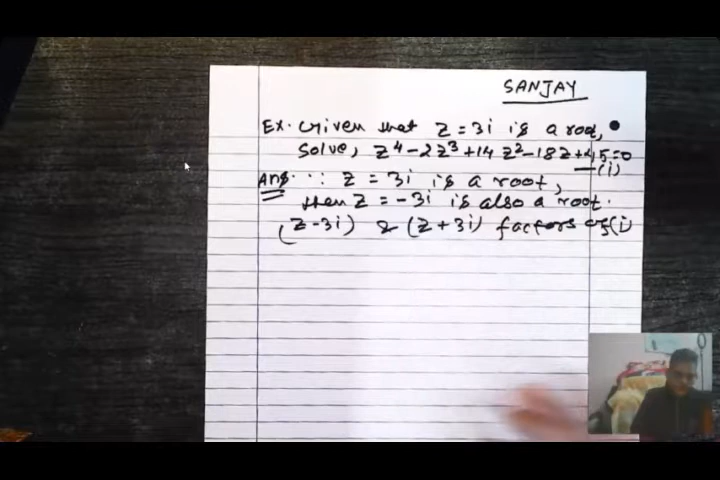 SANJAY
Ex. Given that z = 3i is a root,
Solve, z⁴ - 2z³ + 14z² - 18z + 45 = 0
—(i)
Ans. ∵ z = 3i is a root,
then z = -3i is also a root.
(z - 3i) & (z + 3i) factors of (i)